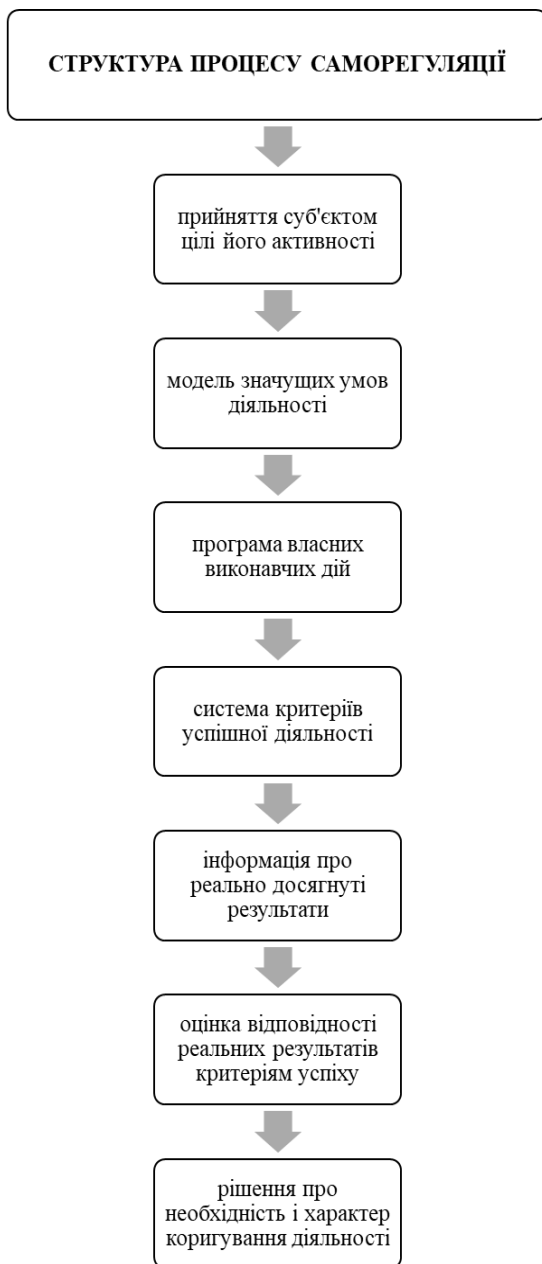 СТРУКТУРА ПРОЦЕСУ САМОРЕГУЛЯЦІЇ
прийняття суб'єктом
цілі його активності
модель значущих умов
діяльності
програма власних
виконавчих дій
система критеріїв
успішної діяльності
інформація про
реально досягнуті
результати
оцінка відповідності
реальних результатів
критеріям успіху
рішення про
необхідність і характер
коригування діяльності